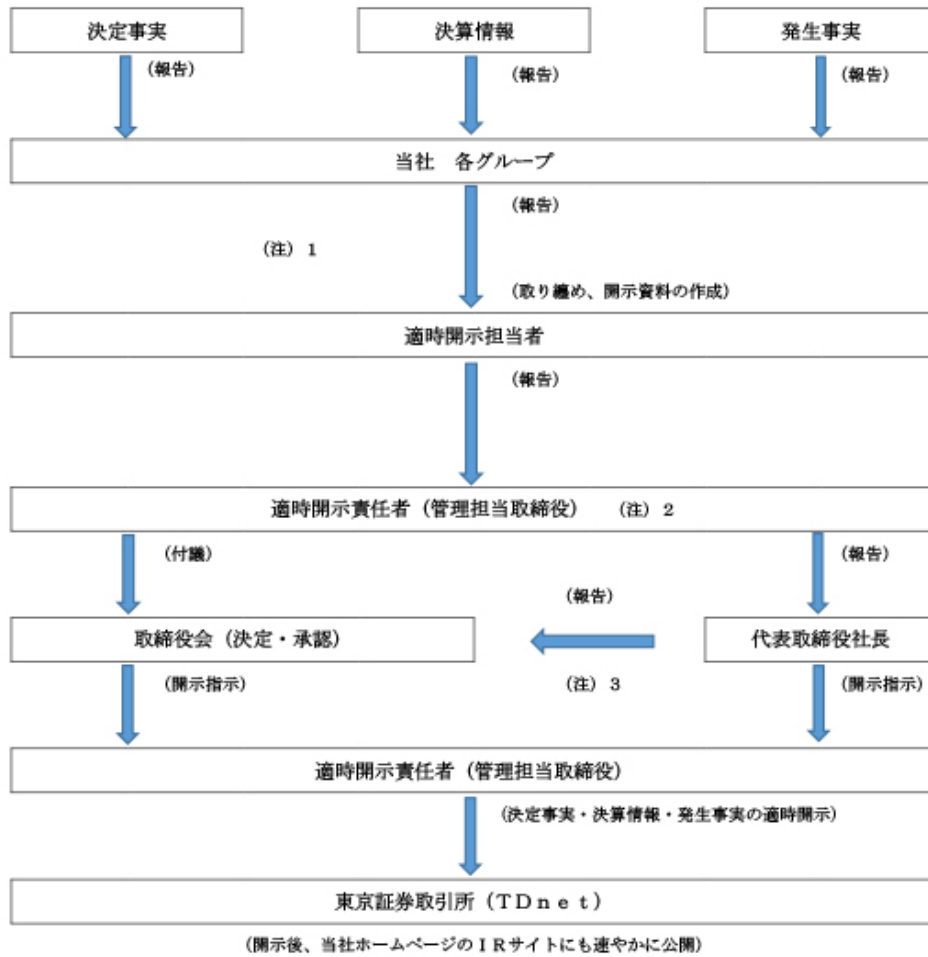 決定事実
決算情報
発生事実
(報告)
(報告)
(報告)
当社　各グループ
(報告)
(注) 1
(取り纏め、開示資料の作成)
適時開示担当者
(報告)
適時開示責任者（管理担当取締役）　(注) 2
(付議)
(報告)
(報告)
取締役会（決定・承認）
代表取締役社長
(開示指示)
(注) 3
(開示指示)
適時開示責任者（管理担当取締役）
(決定事実・決算情報・発生事実の適時開示)
東京証券取引所（ＴＤｎｅｔ）
(開示後、当社ホームページのＩＲサイトにも速やかに公開)